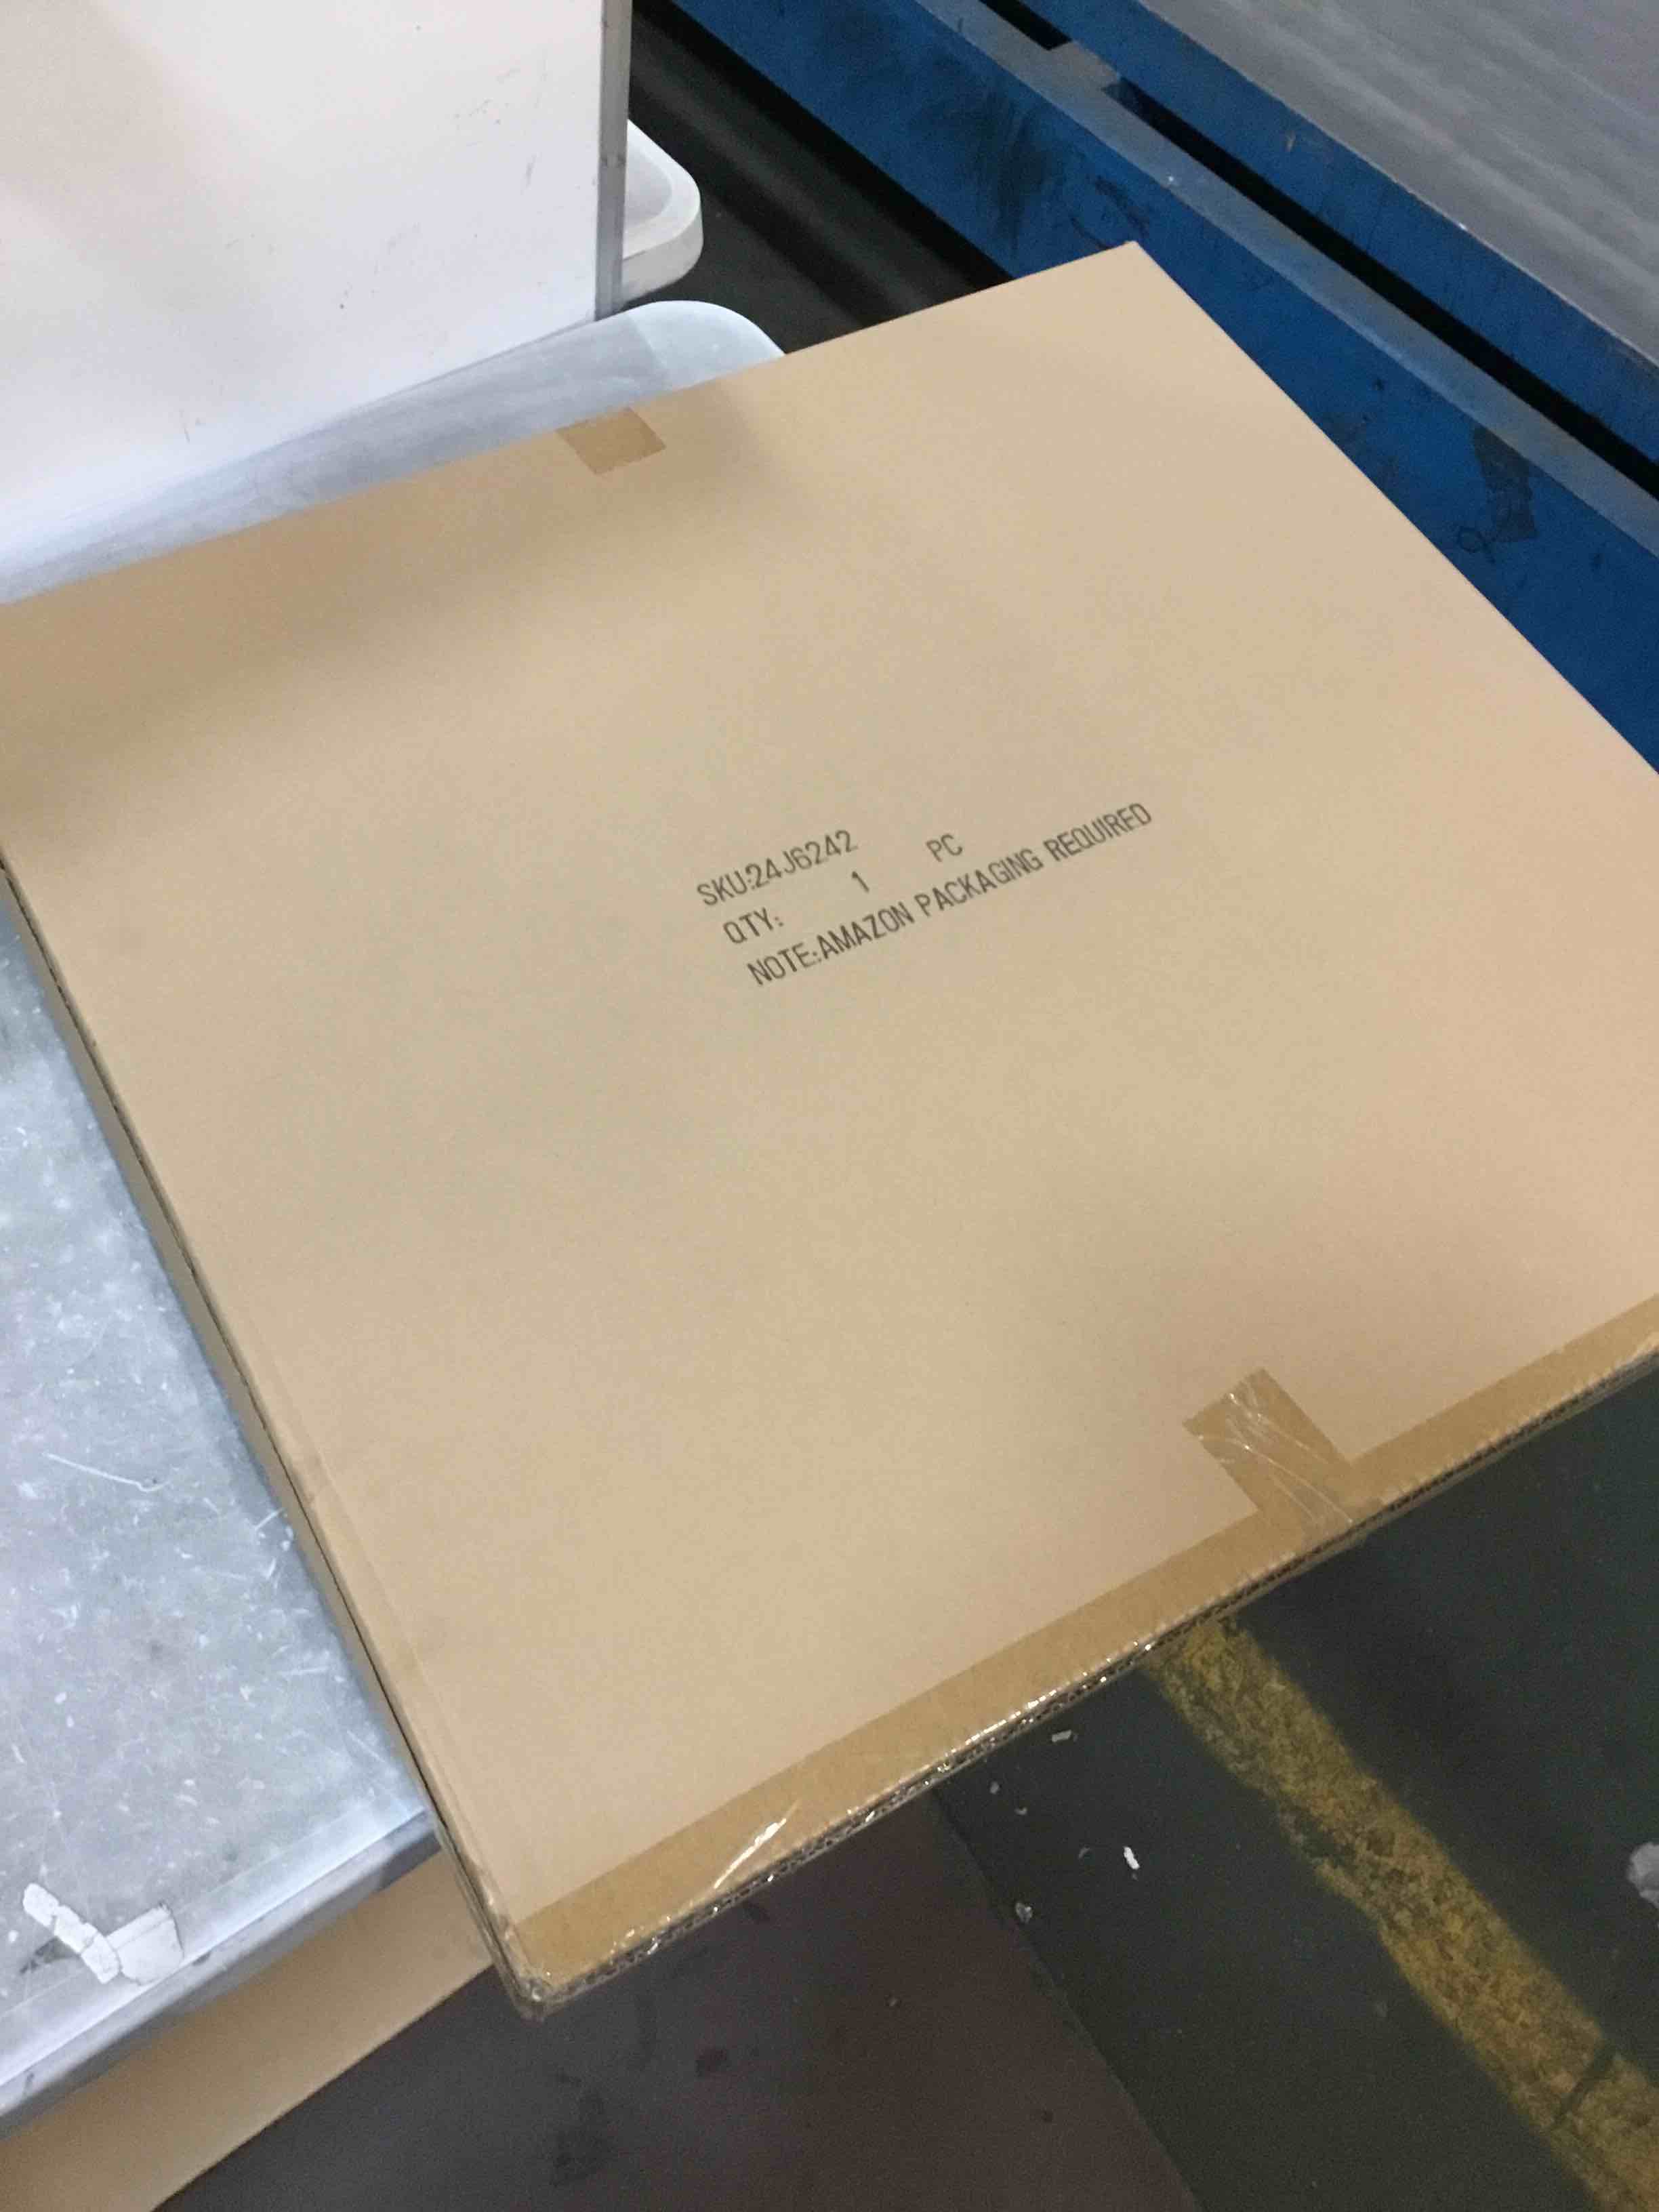 SKU:24J6242
QTY: 1 PC
NOTE:AMAZON PACKAGING REQUIRED